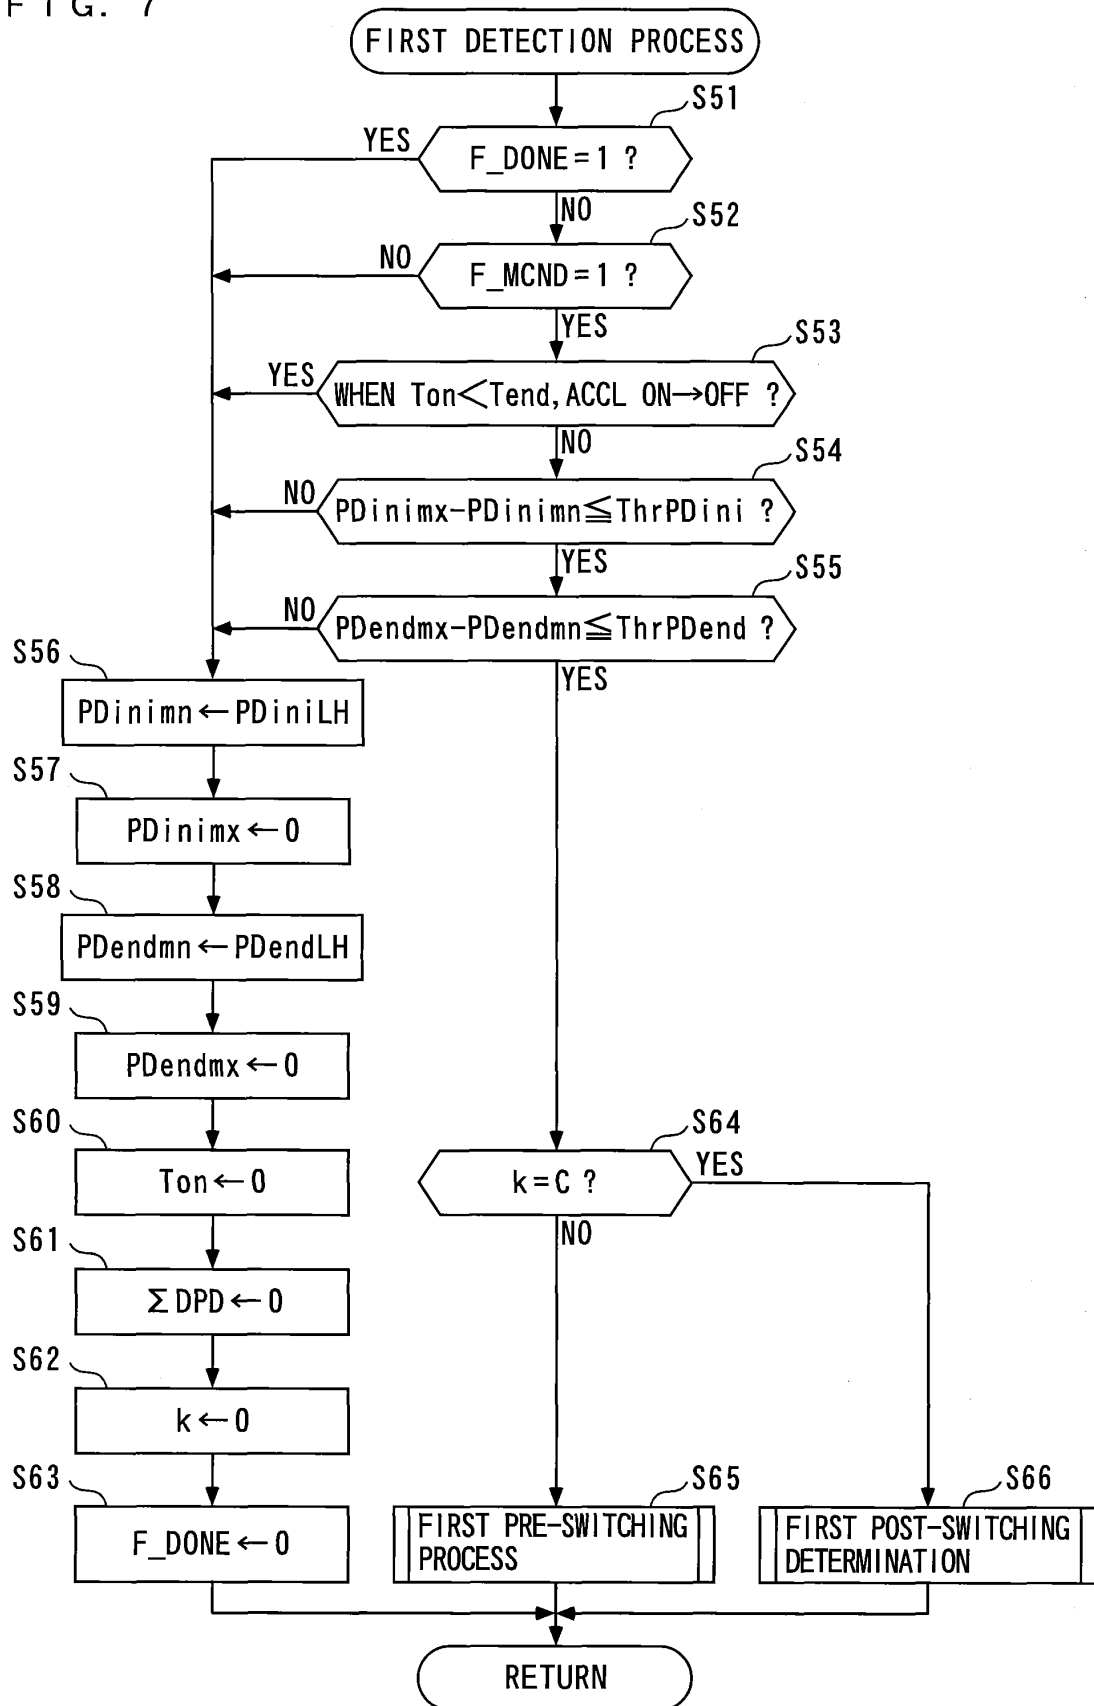 FIG. 7
FIRST DETECTION PROCESS
S51
YES
F_DONE=1 ?
NO
S52
NO
F_MCND=1 ?
YES
S53
YES
WHEN Ton<Tend, ACCL ON→OFF ?
NO
S54
NO
PDinimx-PDinimn≦ThrPDini ?
YES
S55
NO
PDendmx-PDendmn≦ThrPDend ?
YES
S56
PDinimn←PDiniLH
S57
PDinimx←0
S58
PDendmn←PDendLH
S59
PDendmx←0
S60
Ton←0
S61
ΣDPD←0
S62
k←0
S63
F_DONE←0
S64
k=C ?
YES
NO
S65
FIRST PRE-SWITCHING
PROCESS
S66
FIRST POST-SWITCHING
DETERMINATION
RETURN